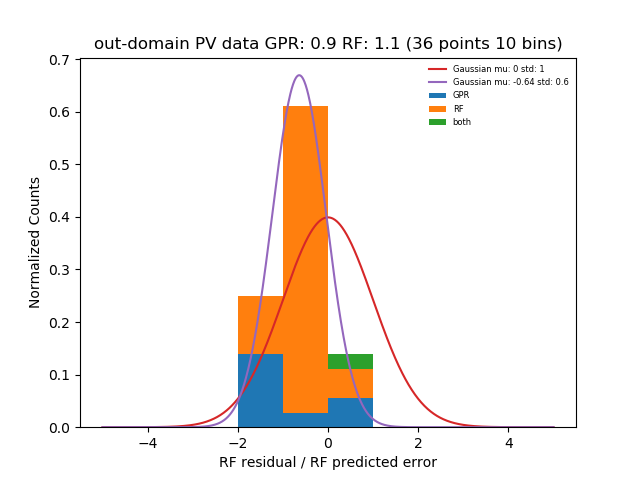 out-domain PV data GPR: 0.9 RF: 1.1 (36 points 10 bins)
Gaussian mu: 0 std: 1
Gaussian mu: -0.64 std: 0.6
GPR
RF
both
Normalized Counts
0.7
0.6
0.5
0.4
0.3
0.2
0.1
0.0
−4 −2 0 2 4
RF residual / RF predicted error